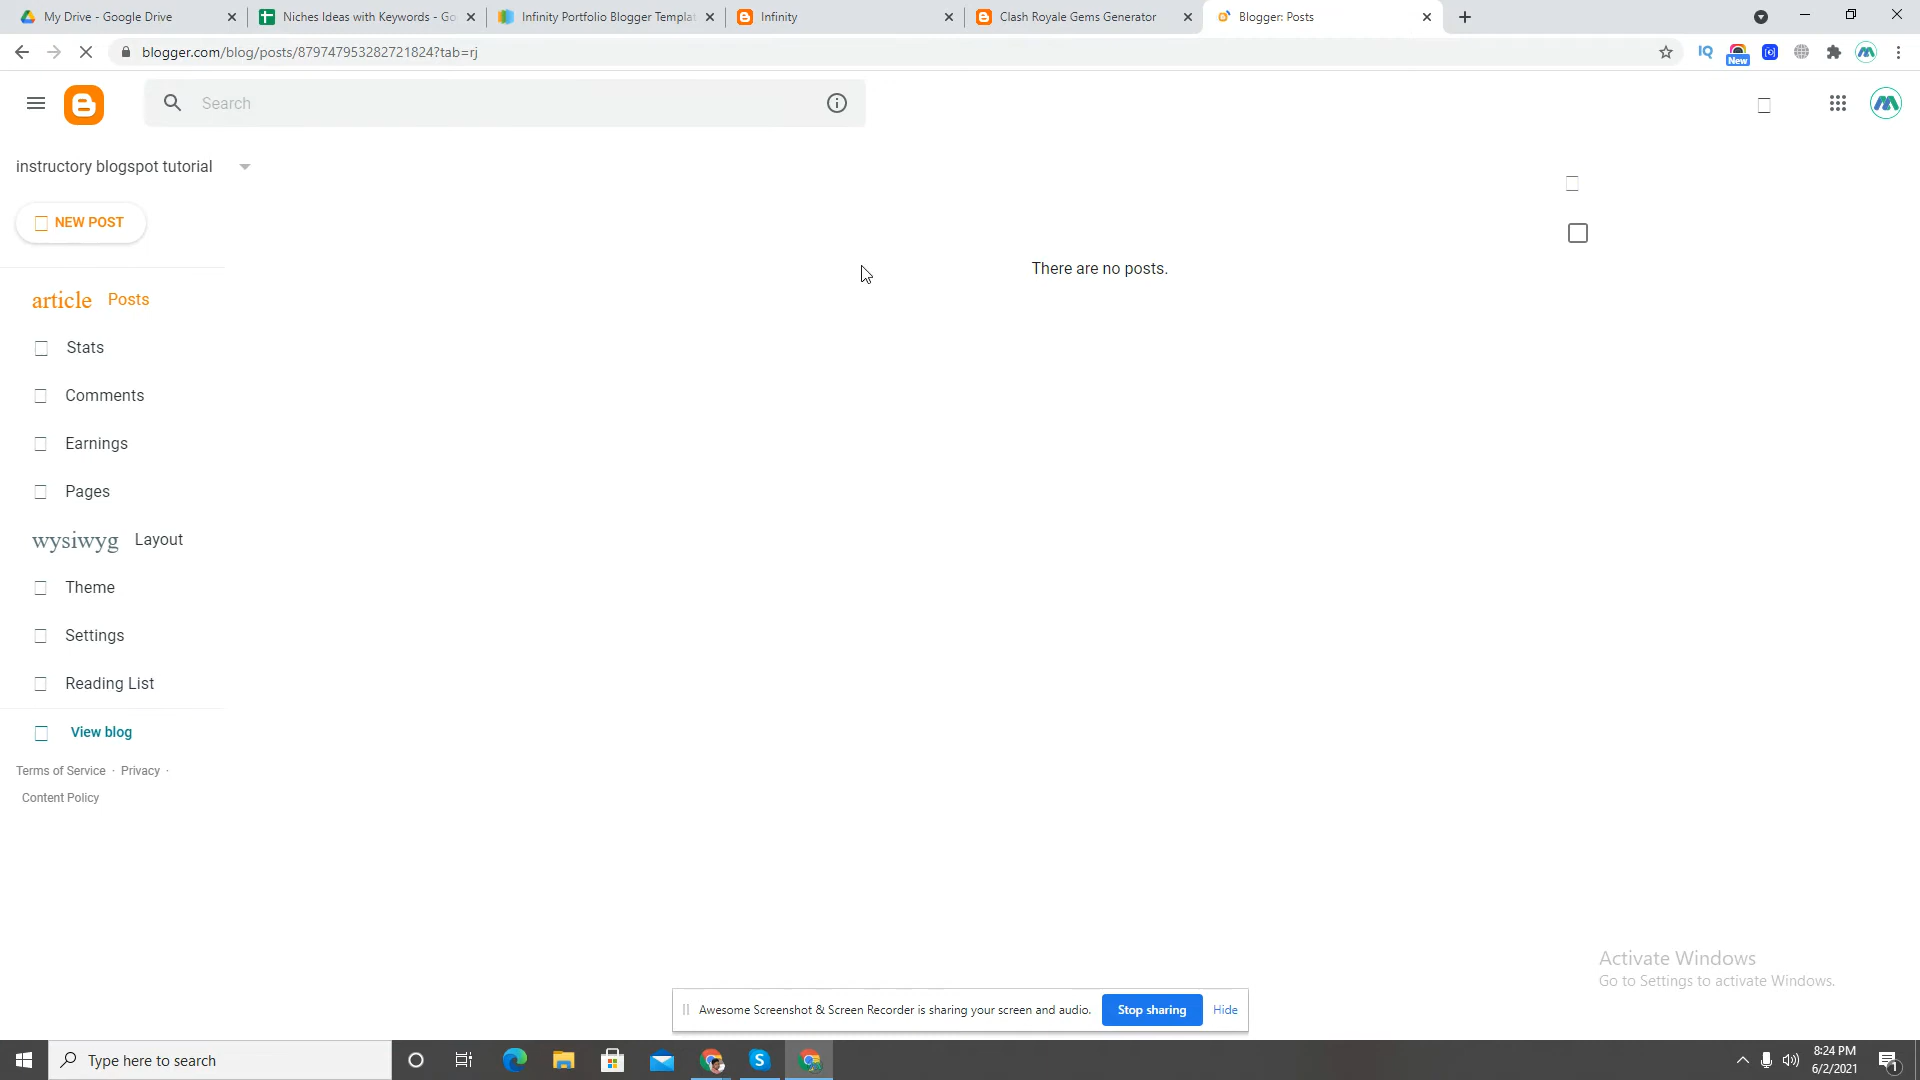 My Drive - Google Drive
Niches Ideas with Keywords - Go
Infinity Portfolio Blogger Templat
Infinity
Clash Royale Gems Generator
Blogger: Posts
blogger.com/blog/posts/879747953282721824?tab=rj
IQ
New
Search
instructory blogspot tutorial
NEW POST
There are no posts.
article Posts
Stats
Comments
Earnings
Pages
wysiwyg Layout
Theme
Settings
Reading List
View blog
Terms of Service · Privacy ·
Content Policy
Activate Windows
Go to Settings to activate Windows.
Awesome Screenshot & Screen Recorder is sharing your screen and audio. Stop sharing Hide
Type here to search
8:24 PM
6/2/2021
1